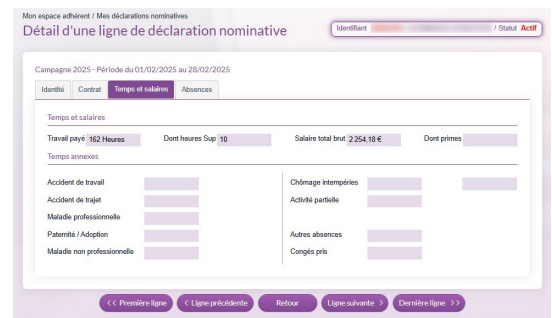 Mon espace adhérent / Mes déclarations nominatives
Détail d'une ligne de déclaration nominative
Identifiant / Statut Actif
Campagne 2025 - Période du 01/02/2025 au 28/02/2025
Identité Contrat Temps et salaires Absences
Temps et salaires
Travail payé 162 Heures Dont heures Sup 10 Salaire total brut 2 254,18 € Dont primes
Temps annexes
Accident de travail Chômage intempéries
Accident de trajet Activité partielle
Maladie professionnelle
Paternité / Adoption Autres absences
Maladie non professionnelle Congés pris
<< Première ligne < Ligne précédente Retour Ligne suivante > Dernière ligne >>